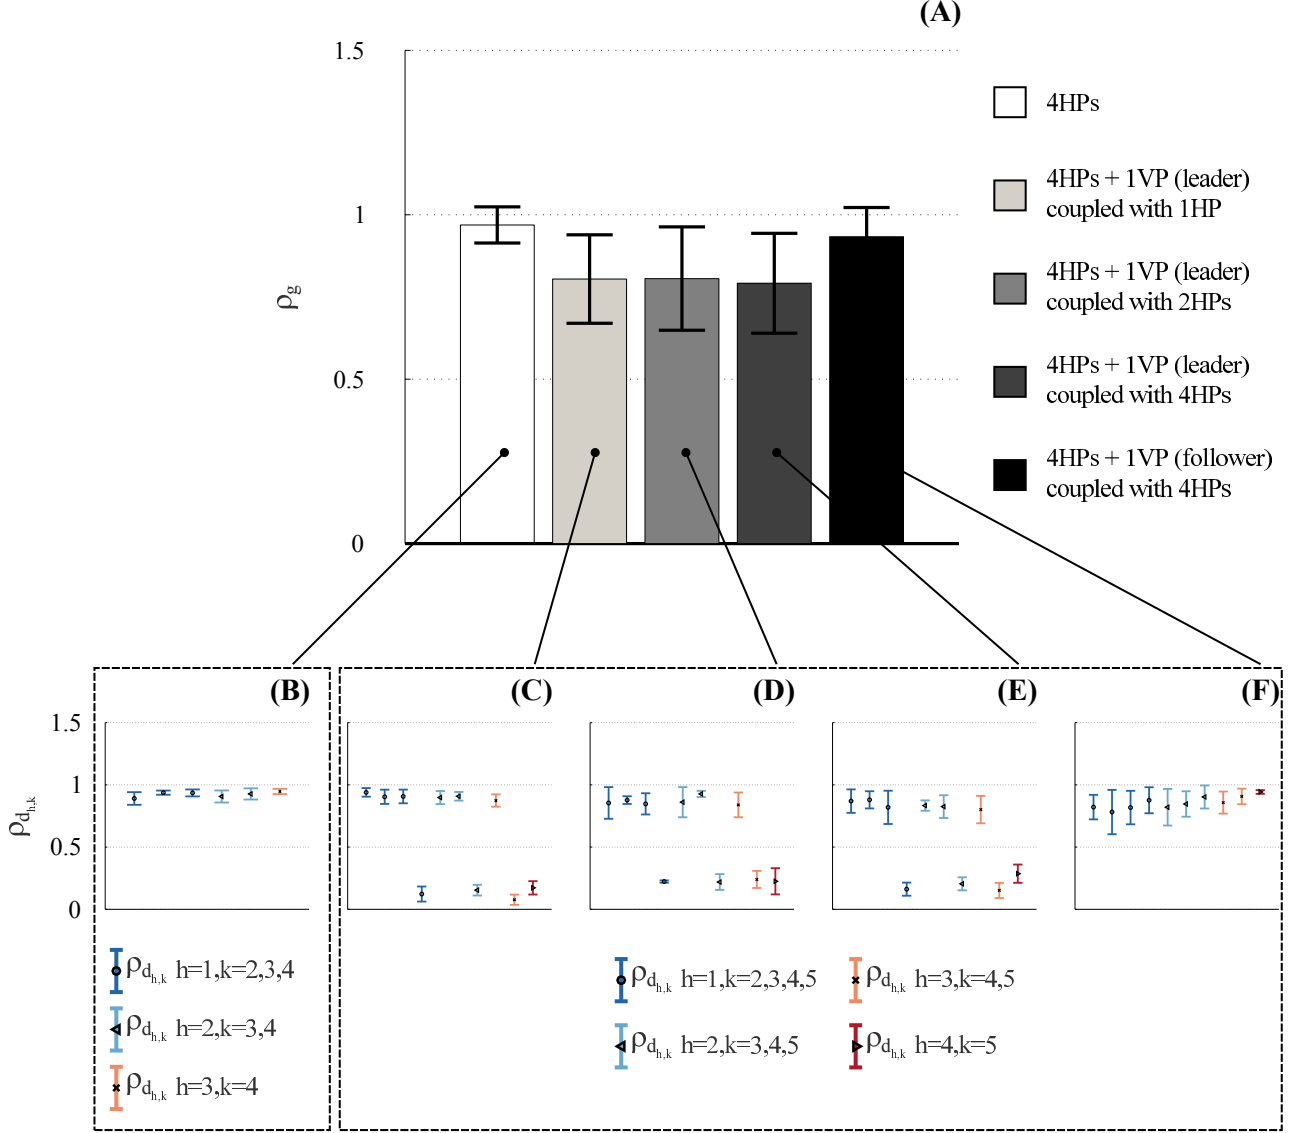 (A)
1.5
1
0.5
0
ρg
4HPs
4HPs + 1VP (leader)
coupled with 1HP
4HPs + 1VP (leader)
coupled with 2HPs
4HPs + 1VP (leader)
coupled with 4HPs
4HPs + 1VP (follower)
coupled with 4HPs
(B)
(C)
(D)
(E)
(F)
1.5
1
0.5
0
ρdh,k
ρdh,k h=1,k=2,3,4
ρdh,k h=2,k=3,4
ρdh,k h=3,k=4
ρdh,k h=1,k=2,3,4,5
ρdh,k h=3,k=4,5
ρdh,k h=2,k=3,4,5
ρdh,k h=4,k=5